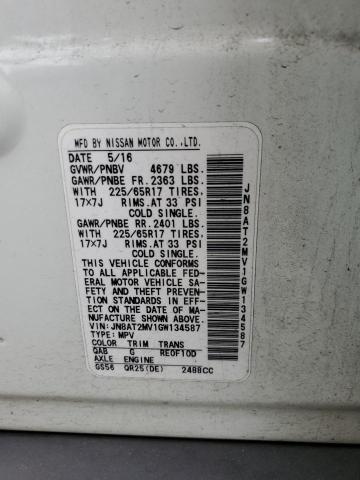 MFD BY NISSAN MOTOR CO.,LTD.
DATE 5/16
GVWR/PNBV 4679 LBS.
GAWR/PNBE FR.2363 LBS.
WITH 225/65R17 TIRES
17×7J RIMS.AT 33 PSI
COLD SINGLE.
GAWR/PNBE RR.2401 LBS.
WITH 225/65R17 TIRES
17×7J RIMS.AT 33 PSI
COLD SINGLE.
THIS VEHICLE CONFORMS
TO ALL APPLICABLE FED-
ERAL MOTOR VEHICLE SA-
FETY AND THEFT PREVEN-
TION STANDARDS IN EFF-
ECT ON THE DATE OF MA-
NUFACTURE SHOWN ABOVE.
VIN:JN8AT2MV1GW134587
TYPE:MPV
COLOR TRIM TRANS
QAB G RE0F10D
AXLE ENGINE
GS56 QR25(DE) 2488CC
JN8AT2MV1GW134587